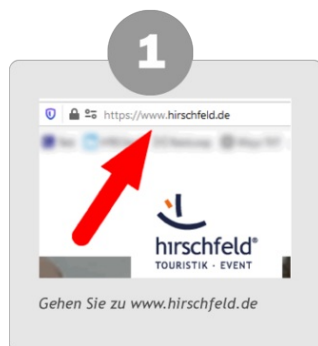 1
https://www.hirschfeld.de
hirschfeld®
TOURISTIK - EVENT
Gehen Sie zu www.hirschfeld.de